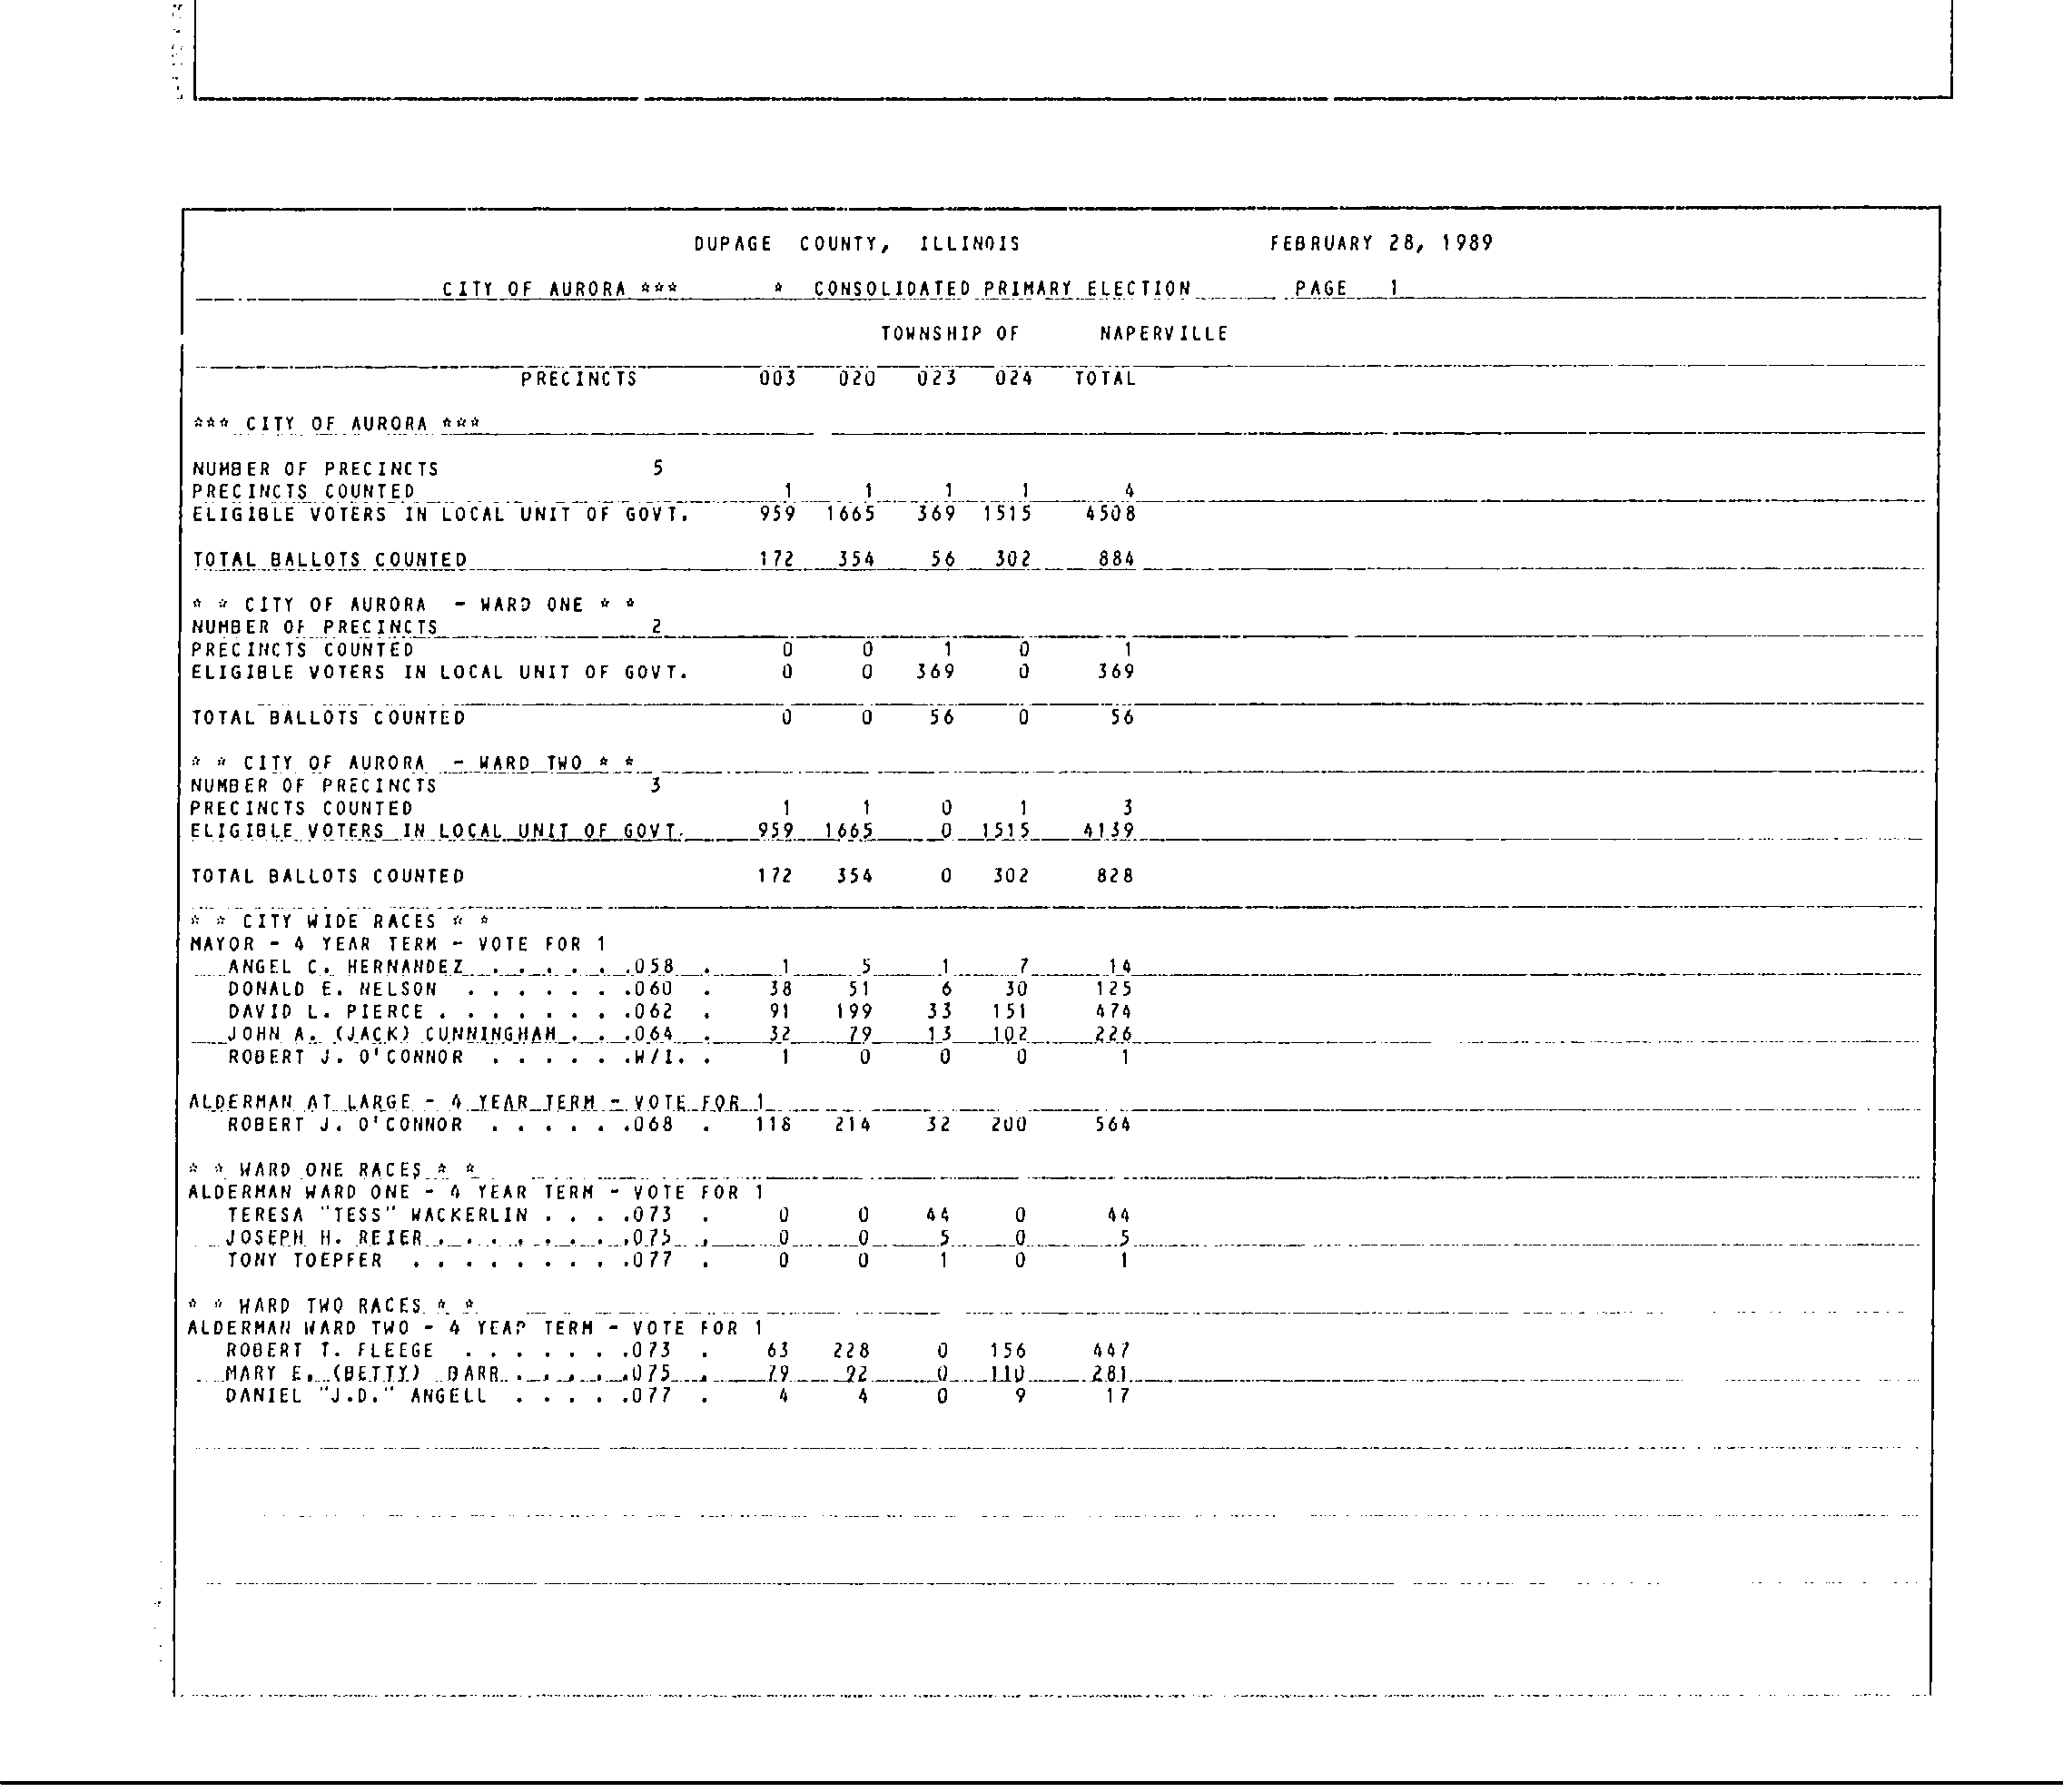 DUPAGE COUNTY, ILLINOIS FEBRUARY 28, 1989
CITY OF AURORA *** * CONSOLIDATED PRIMARY ELECTION PAGE 1
TOWNSHIP OF NAPERVILLE
PRECINCTS 003 020 023 024 TOTAL
*** CITY OF AURORA ***
NUMBER OF PRECINCTS 5
PRECINCTS COUNTED 1 1 1 1 4
ELIGIBLE VOTERS IN LOCAL UNIT OF GOVT. 959 1665 369 1515 4508
TOTAL BALLOTS COUNTED 172 354 56 302 884
* * CITY OF AURORA - WARD ONE * *
NUMBER OF PRECINCTS 2
PRECINCTS COUNTED 0 0 1 0 1
ELIGIBLE VOTERS IN LOCAL UNIT OF GOVT. 0 0 369 0 369
TOTAL BALLOTS COUNTED 0 0 56 0 56
* * CITY OF AURORA - WARD TWO * *
NUMBER OF PRECINCTS 3
PRECINCTS COUNTED 1 1 0 1 3
ELIGIBLE VOTERS IN LOCAL UNIT OF GOVT. 959 1665 0 1515 4139
TOTAL BALLOTS COUNTED 172 354 0 302 828
* * CITY WIDE RACES * *
MAYOR - 4 YEAR TERM - VOTE FOR 1
ANGEL C. HERNANDEZ . . . . . .058 . 1 5 1 7 14
DONALD E. NELSON . . . . . . .060 . 38 51 6 30 125
DAVID L. PIERCE . . . . . . . .062 . 91 199 33 151 474
JOHN A. (JACK) CUNNINGHAM . . .064 . 32 79 13 102 226
ROBERT J. O'CONNOR . . . . . .W/I. . 1 0 0 0 1
ALDERMAN AT LARGE - 4 YEAR TERM - VOTE FOR 1
ROBERT J. O'CONNOR . . . . . .068 . 118 214 32 200 564
* * WARD ONE RACES * *
ALDERMAN WARD ONE - 4 YEAR TERM - VOTE FOR 1
TERESA "TESS" WACKERLIN . . . .073 . 0 0 44 0 44
JOSEPH H. REIER . . . . . . . .075 . 0 0 5 0 5
TONY TOEPFER . . . . . . . . .077 . 0 0 1 0 1
* * WARD TWO RACES * *
ALDERMAN WARD TWO - 4 YEAR TERM - VOTE FOR 1
ROBERT T. FLEEGE . . . . . . .073 . 63 228 0 156 447
MARY E. (BETTY) BARR . . . . .075 . 79 92 0 110 281
DANIEL "J.D." ANGELL . . . . .077 . 4 4 0 9 17